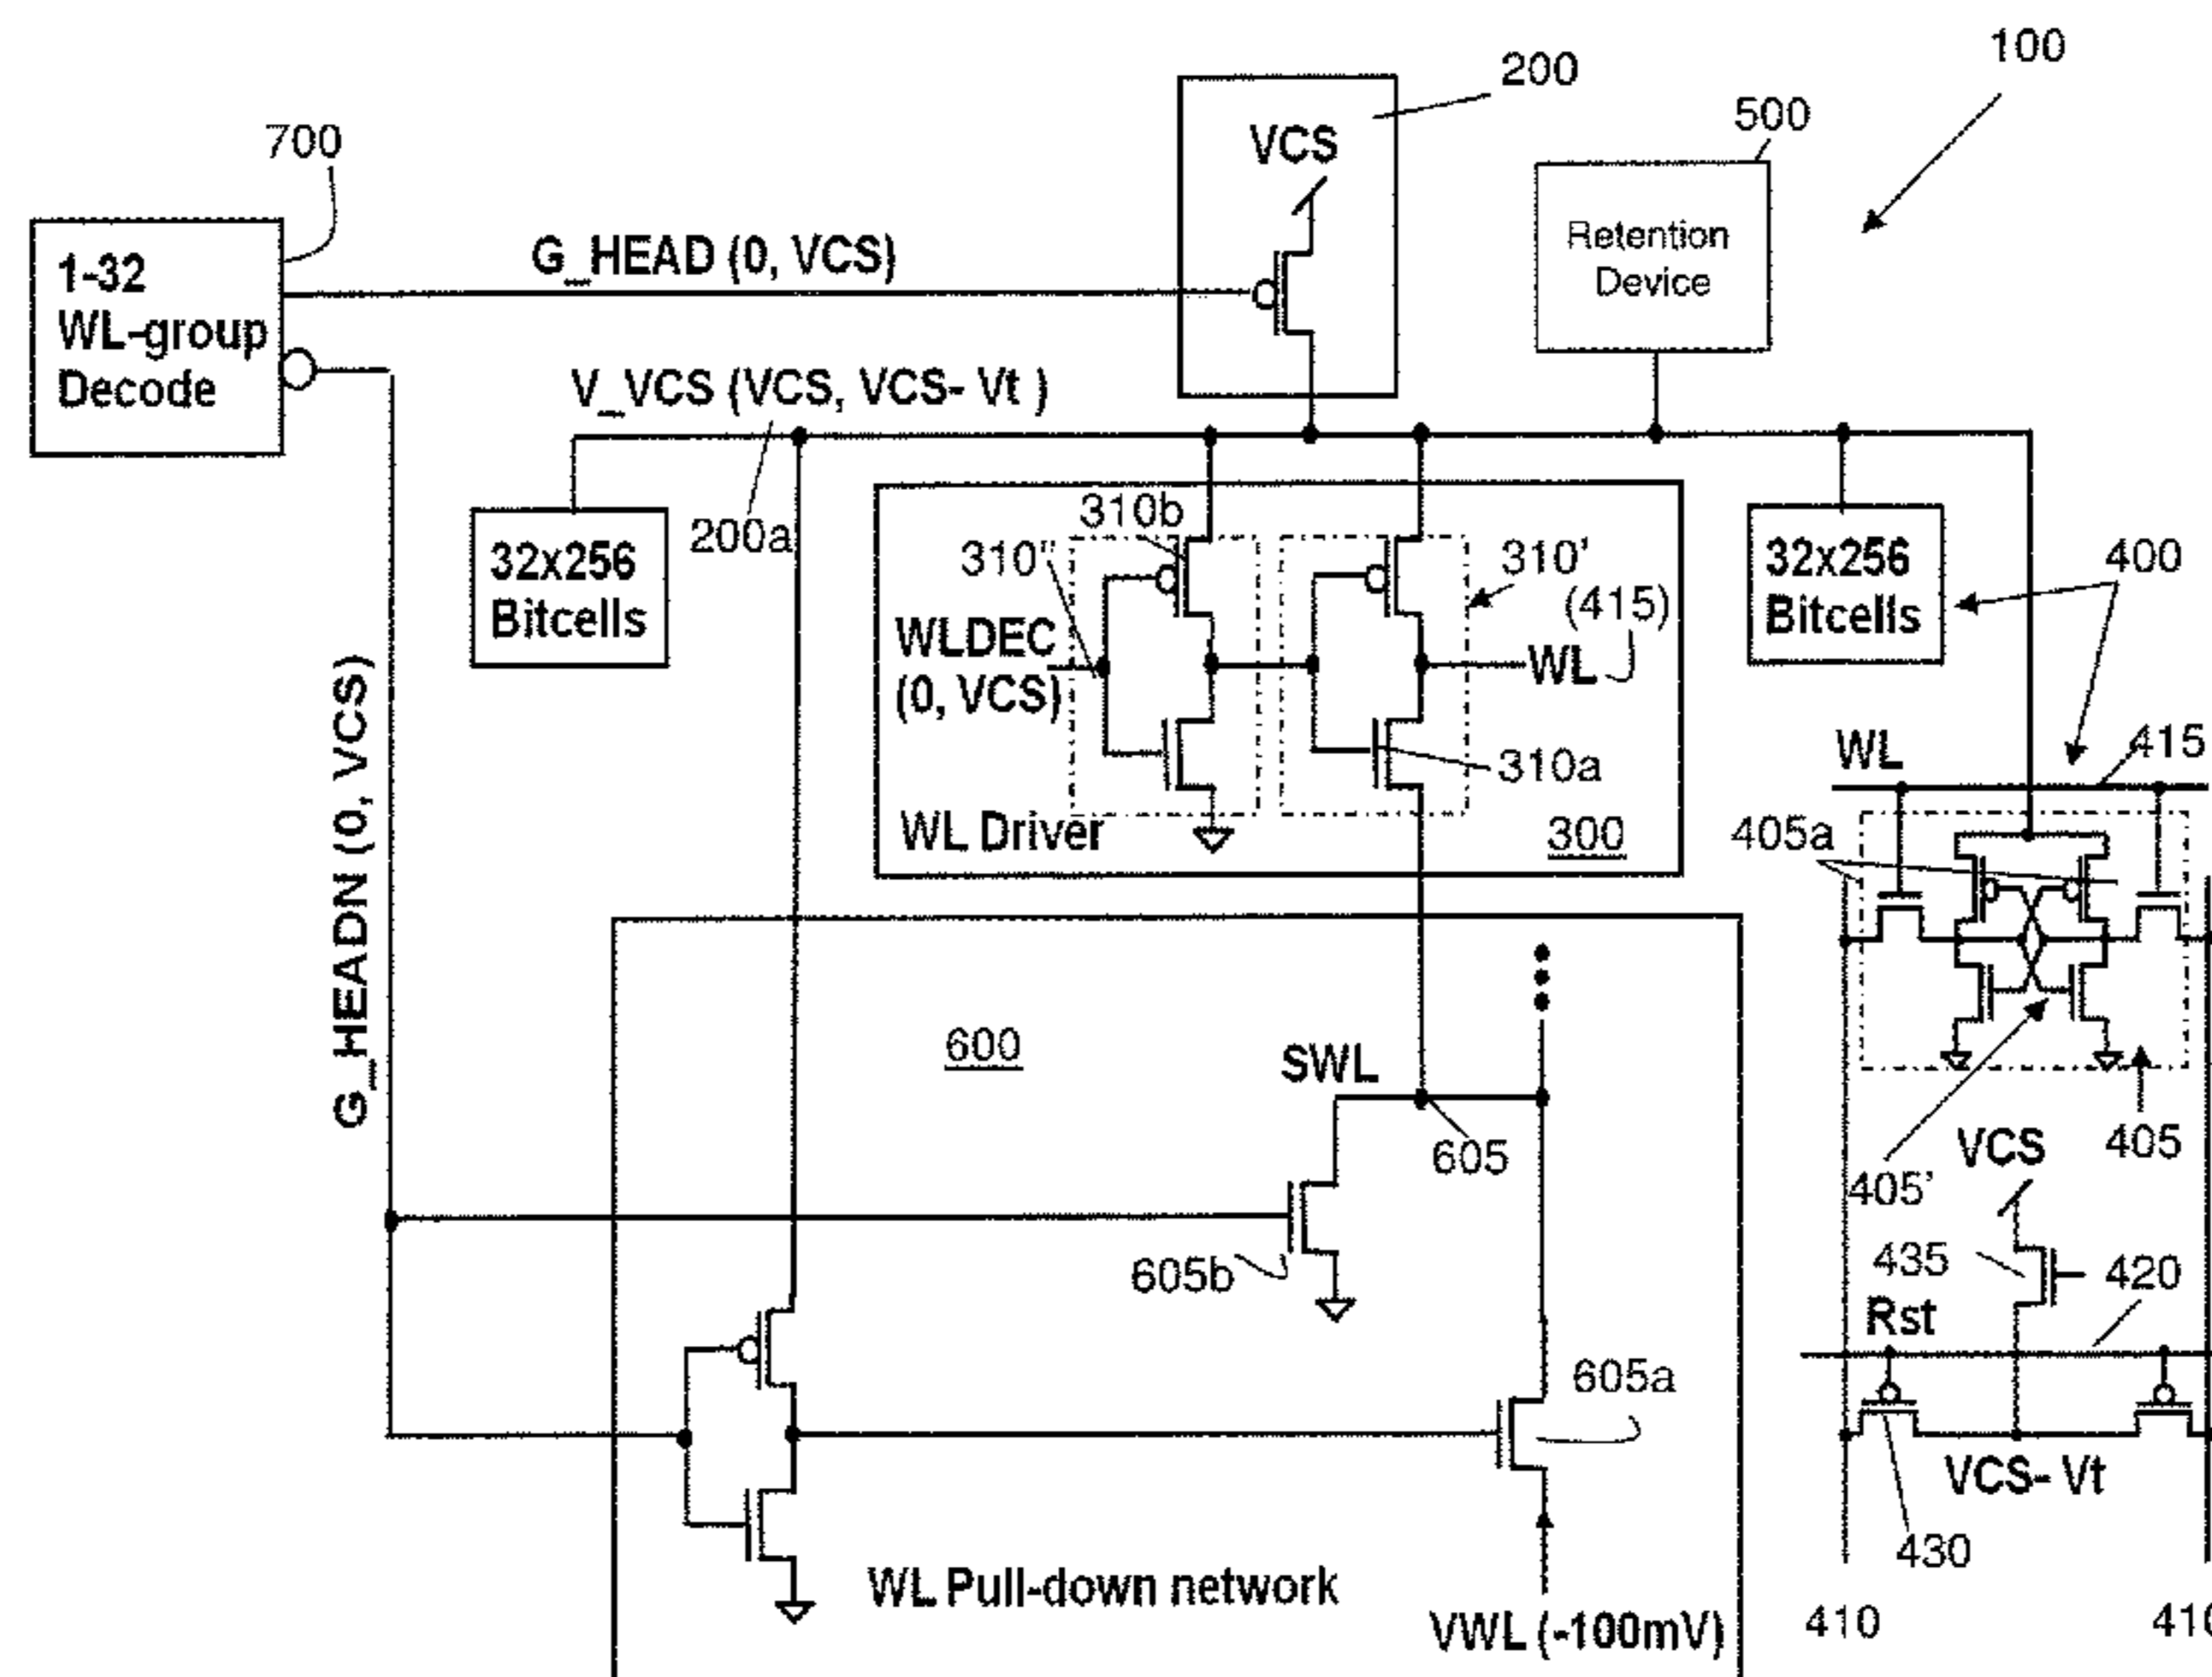 100
200
500
700
VCS
Retention
Device
1-32
WL-group
Decode
G_HEAD (0, VCS)
V_VCS (VCS, VCS- Vt )
200a
32x256
Bitcells
310b
310"
310'
(415)
WLDEC
(0, VCS)
WL
310a
WL Driver
300
32x256
Bitcells
400
WL
415
405a
405
405'
G_HEADN (0, VCS)
600
SWL
605
605b
605a
WL Pull-down network
VWL (-100mV)
VCS
435
420
Rst
VCS- Vt
430
410
410